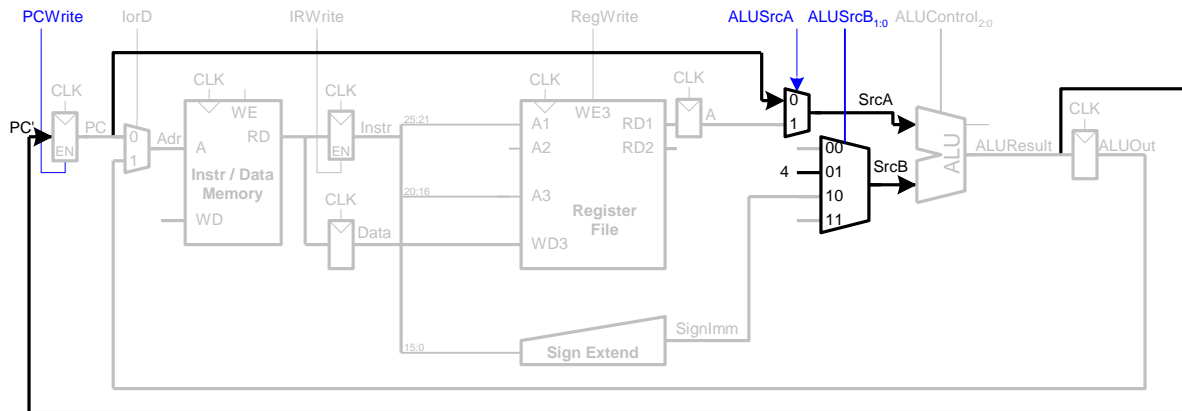 PCWrite IorD IRWrite RegWrite ALUSrcA ALUSrcB1:0 ALUControl2:0
CLK CLK CLK CLK CLK CLK
PC' PC EN
0 1 Adr
A WE RD
Instr / Data
Memory
WD
EN Instr
CLK
Data
25:21
20:16
15:0
A1 WE3 RD1
A2 RD2
A3
Register
File
WD3
A
0 1 SrcA
00
4 01
10
11
SrcB
ALU
ALUResult ALUOut
SignImm
Sign Extend